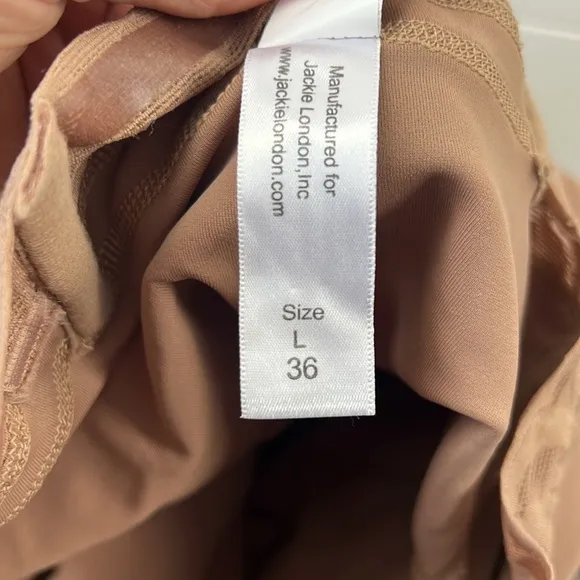 Manufactured for
Jackie London,Inc
www.jackielondon.com
Size
L
36